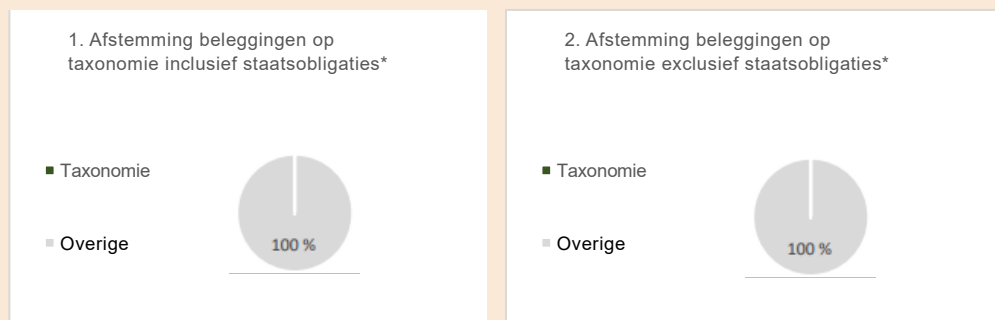 1. Afstemming beleggingen op
taxonomie inclusief staatsobligaties*
Taxonomie
Overige
100 %
2. Afstemming beleggingen op
taxonomie exclusief staatsobligaties*
Taxonomie
Overige
100 %